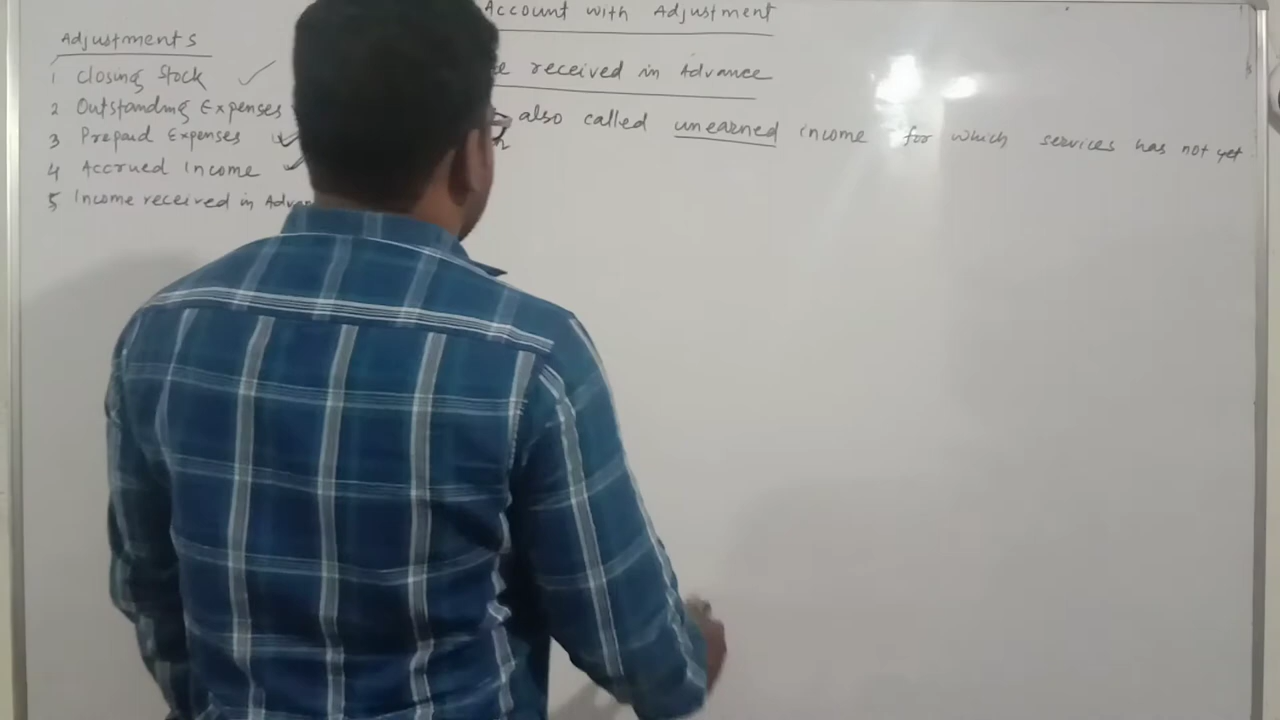 Account with Adjustment
Adjustments
1 Closing Stock
2 Outstanding Expenses
3 Prepaid Expenses
4 Accrued Income
5 Income received in Advan
e received in Advance
also called unearned income for which services has not yet